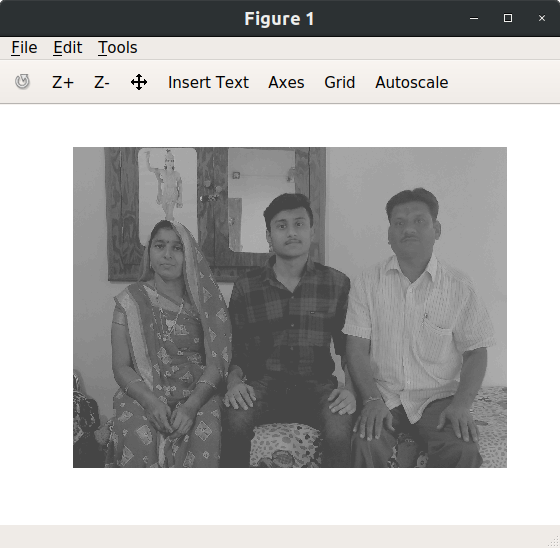 Figure 1
File Edit Tools
Z+ Z- Insert Text Axes Grid Autoscale